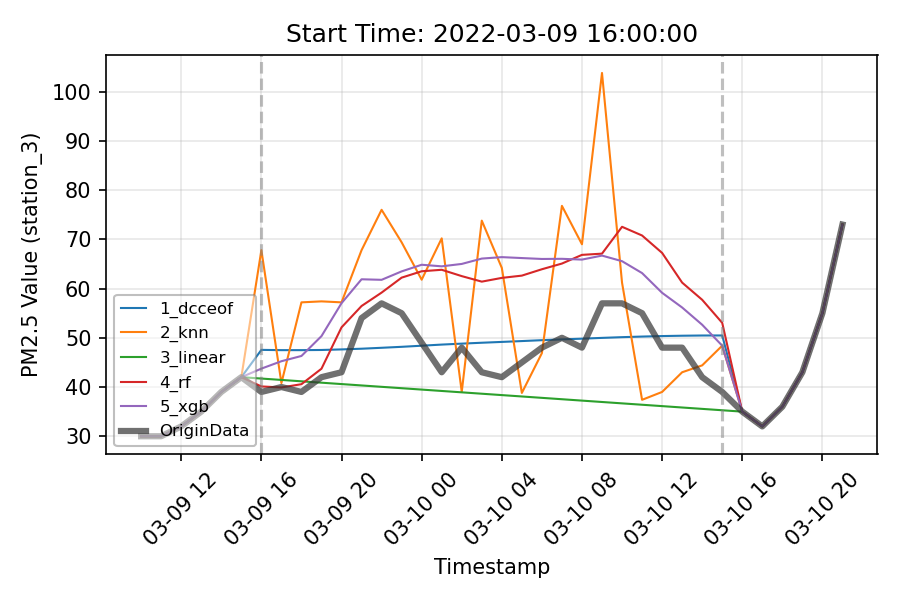 Start Time: 2022-03-09 16:00:00
PM2.5 Value (station_3)
100
90
80
70
60
50
40
30
1_dcceof
2_knn
3_linear
4_rf
5_xgb
OriginData
03-09 12
03-09 16
03-09 20
03-10 00
03-10 04
03-10 08
03-10 12
03-10 16
03-10 20
Timestamp